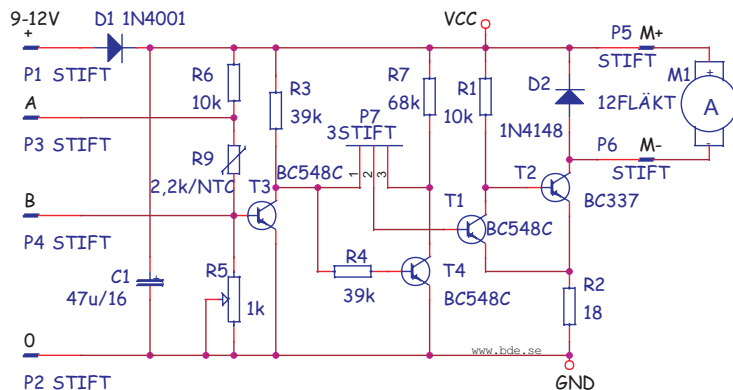 9-12V
+
D1 1N4001
P1 STIFT
A
P3 STIFT
B
P4 STIFT
0
P2 STIFT
C1
47u/16
R6
10k
R9
2,2k/NTC
R5
1k
R3
39k
T3
BC548C
P7
3STIFT
1
2
3
R4
39k
R7
68k
T4
BC548C
VCC
R1
10k
T1
BC548C
D2
1N4148
T2
BC337
R2
18
GND
www.bde.se
P5 M+
STIFT
M1
+
A
-
12FLÄKT
P6 M-
STIFT